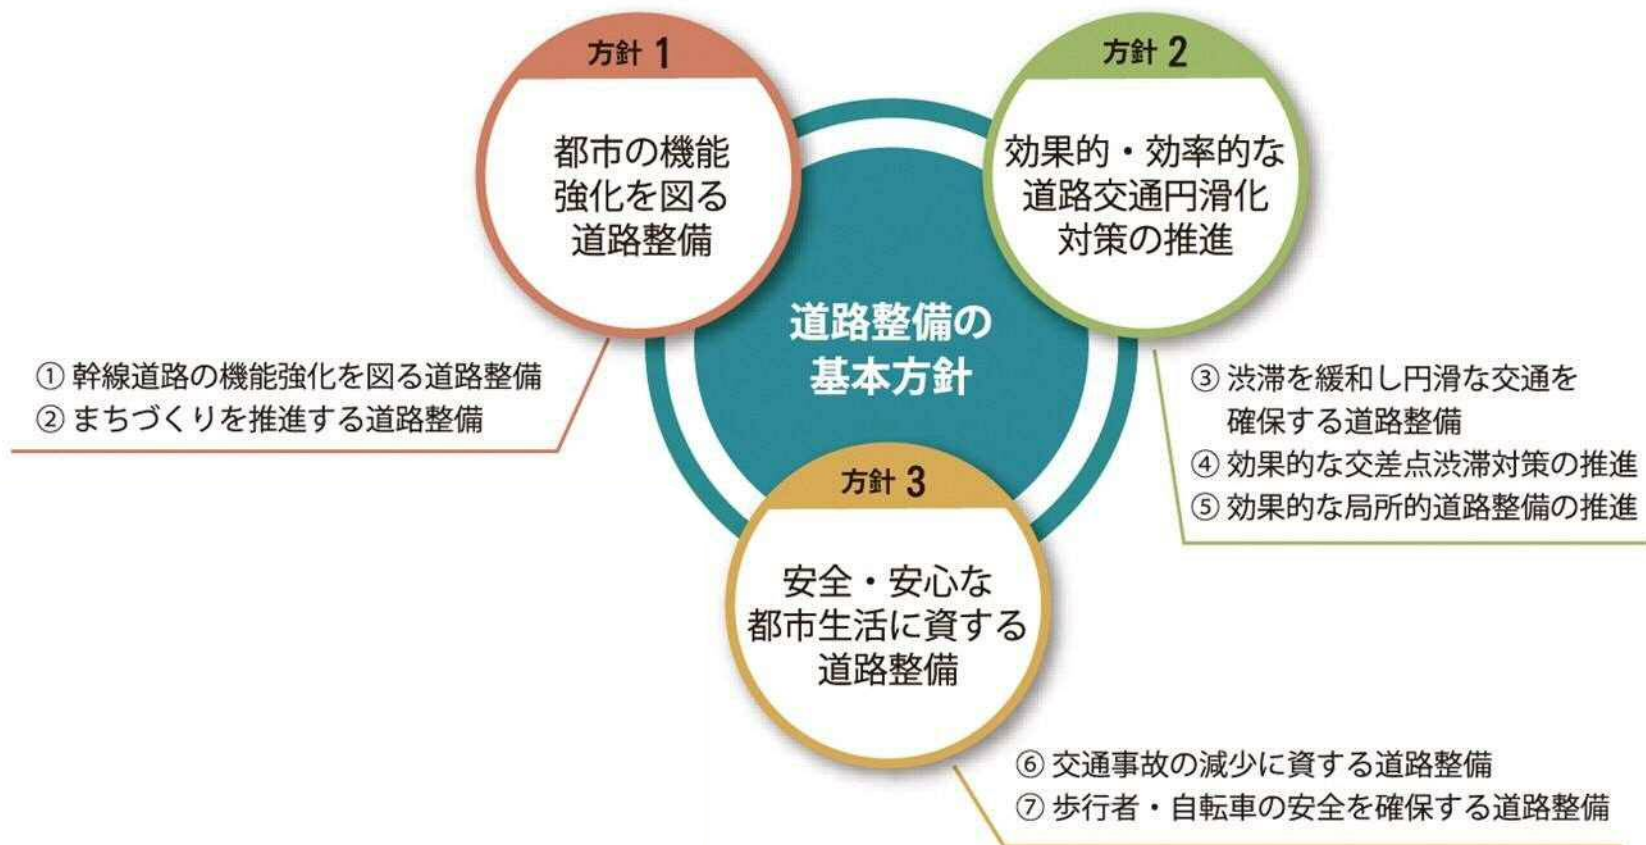 方針 1
都市の機能
強化を図る
道路整備
① 幹線道路の機能強化を図る道路整備
② まちづくりを推進する道路整備
方針 2
効果的・効率的な
道路交通円滑化
対策の推進
③ 渋滞を緩和し円滑な交通を
確保する道路整備
④ 効果的な交差点渋滞対策の推進
⑤ 効果的な局所的道路整備の推進
道路整備の
基本方針
方針 3
安全・安心な
都市生活に資する
道路整備
⑥ 交通事故の減少に資する道路整備
⑦ 歩行者・自転車の安全を確保する道路整備